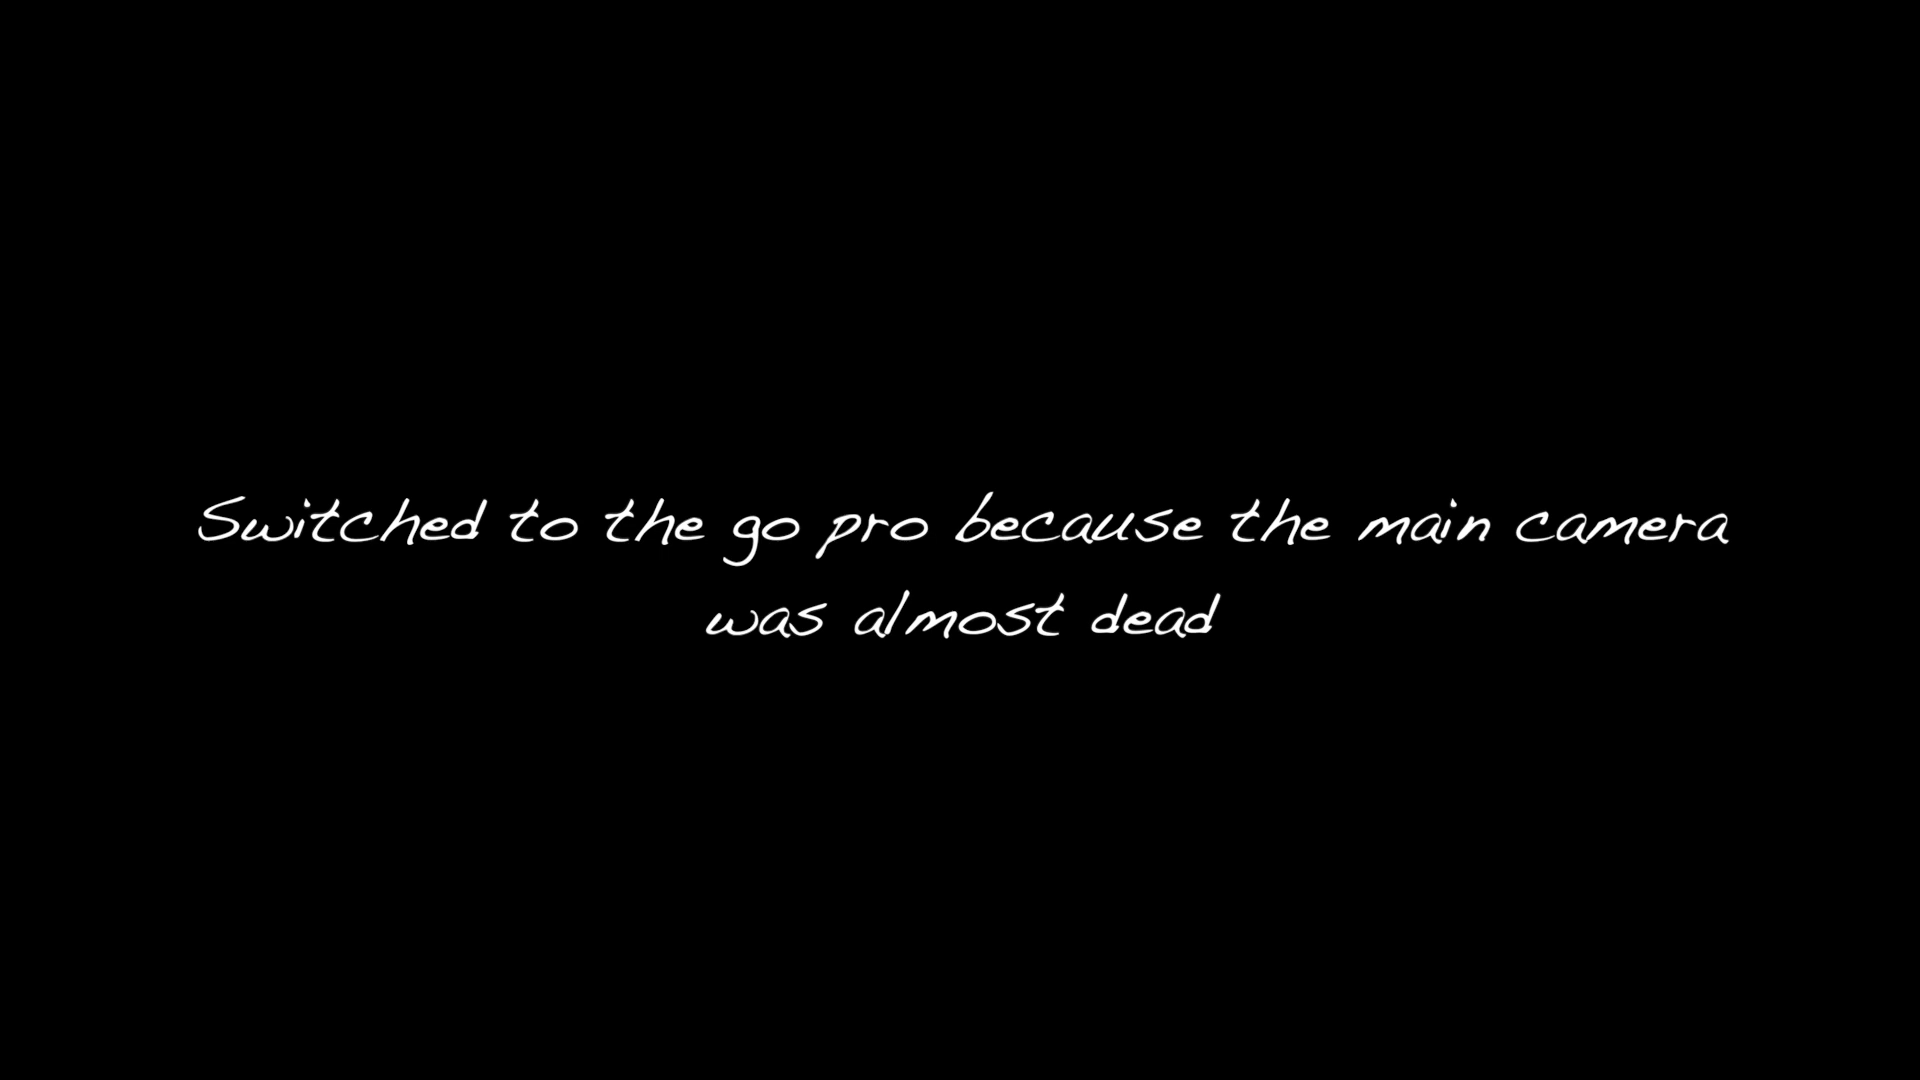 Switched to the go pro because the main camera
was almost dead